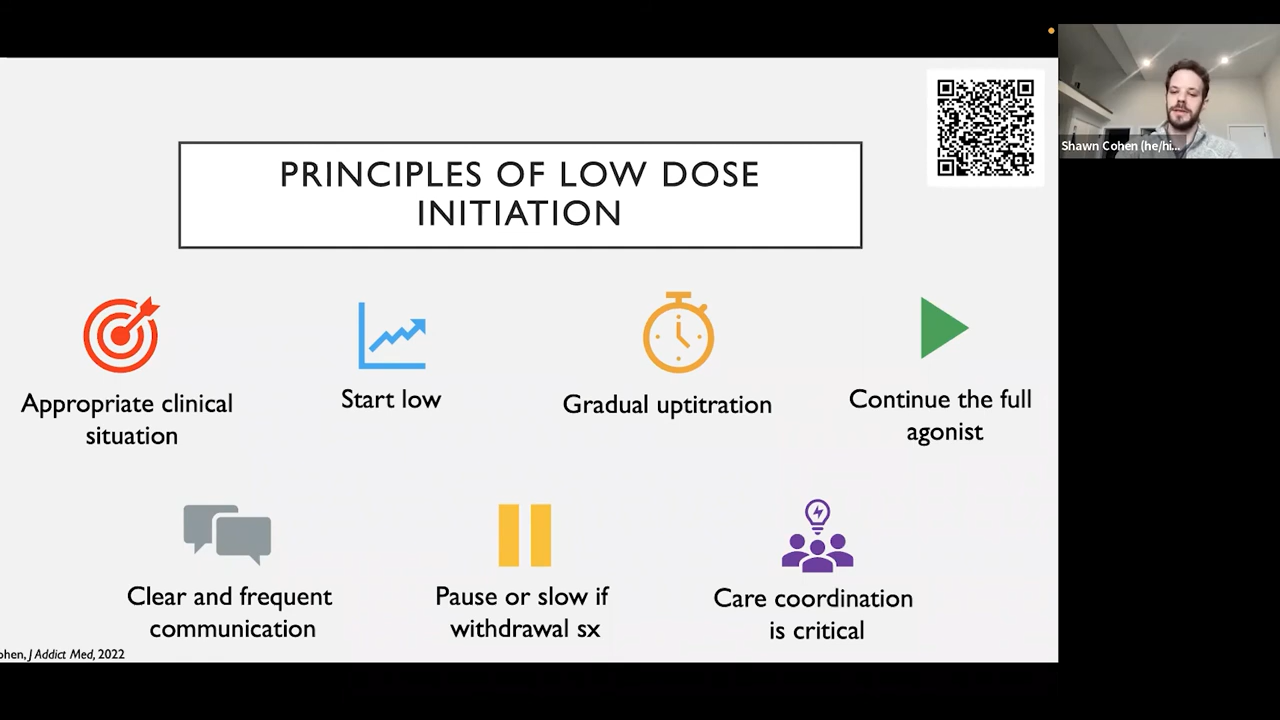 PRINCIPLES OF LOW DOSE
INITIATION
Shawn Cohen (he/hi...
Appropriate clinical
situation
Start low
Gradual uptitration
Continue the full
agonist
Clear and frequent
communication
Pause or slow if
withdrawal sx
Care coordination
is critical
ohen, J Addict Med, 2022